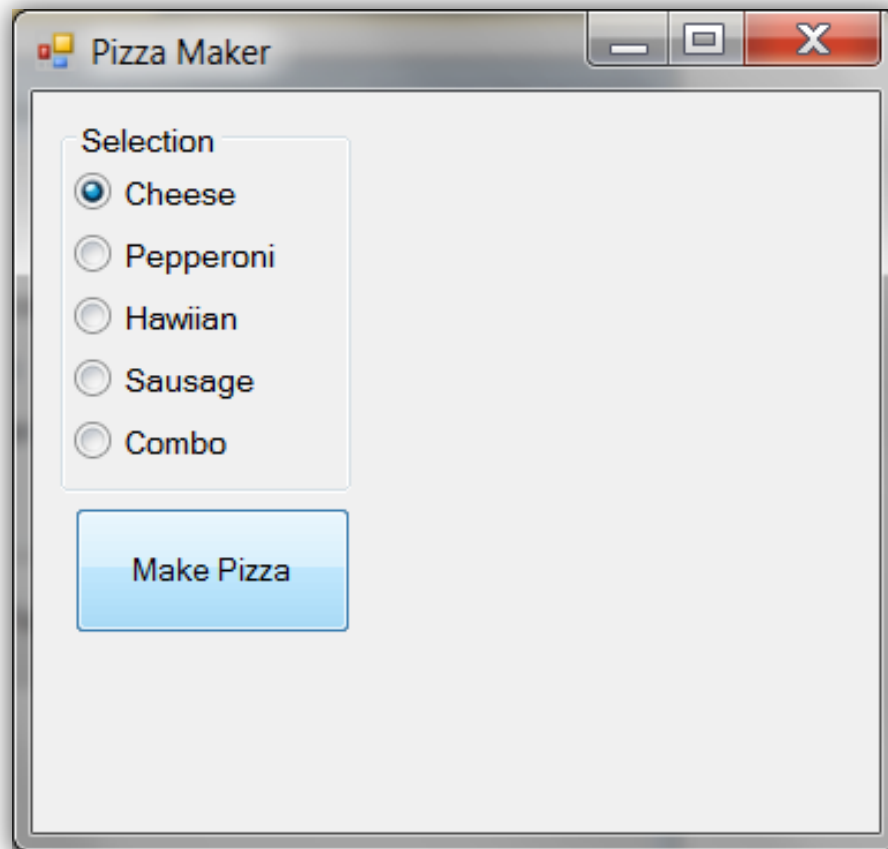 Pizza Maker
Selection
Cheese
Pepperoni
Hawiian
Sausage
Combo
Make Pizza